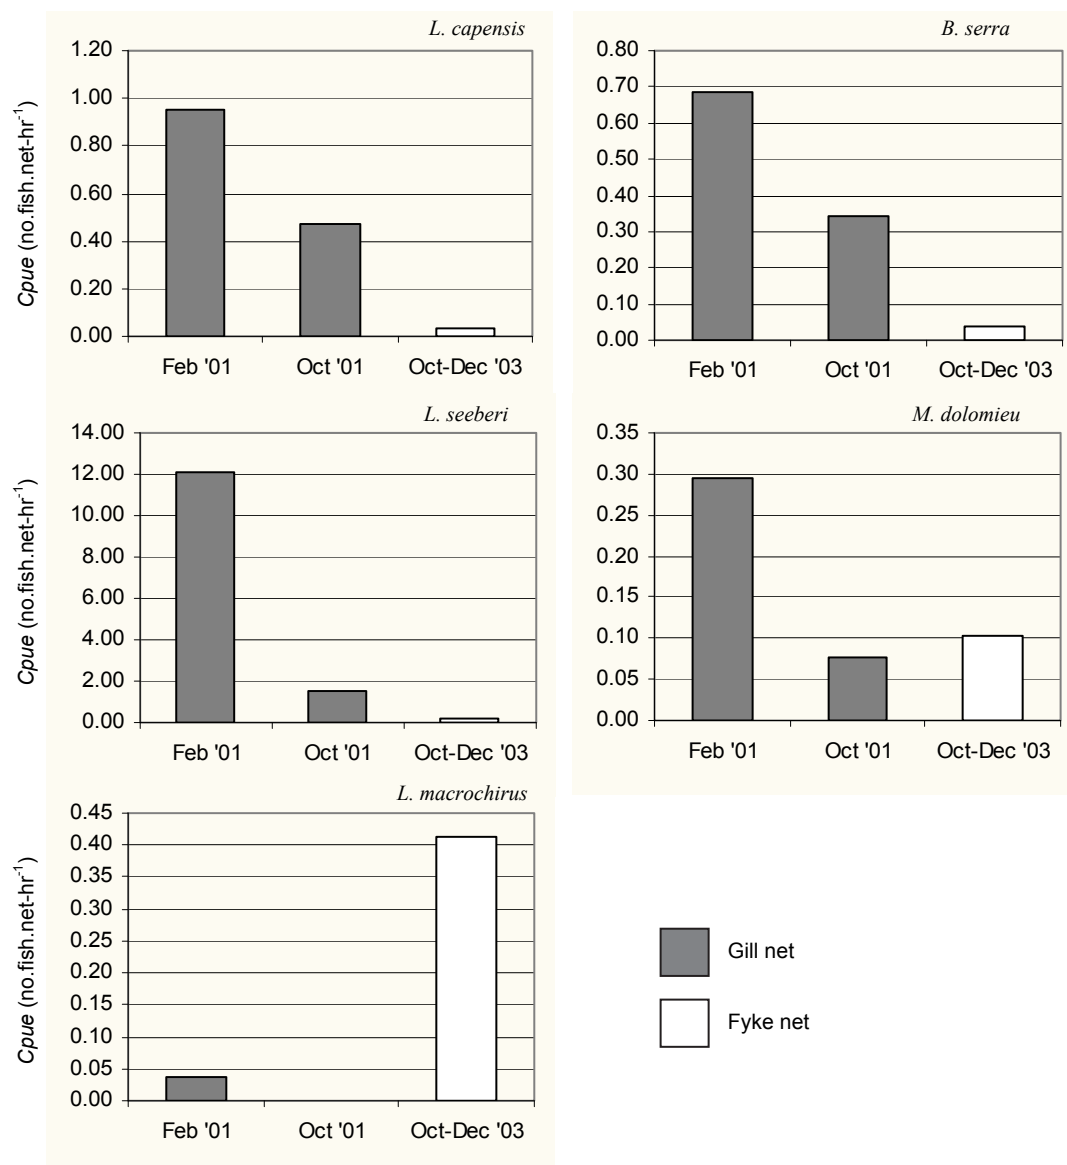 L. capensis
1.20
1.00
0.80
0.60
0.40
0.20
0.00
Cpue (no.fish.net-hr-1)
Feb '01 Oct '01 Oct-Dec '03
B. serra
0.80
0.70
0.60
0.50
0.40
0.30
0.20
0.10
0.00
Feb '01 Oct '01 Oct-Dec '03
L. seeberi
14.00
12.00
10.00
8.00
6.00
4.00
2.00
0.00
Cpue (no.fish.net-hr-1)
Feb '01 Oct '01 Oct-Dec '03
M. dolomieu
0.35
0.30
0.25
0.20
0.15
0.10
0.05
0.00
Feb '01 Oct '01 Oct-Dec '03
L. macrochirus
0.45
0.40
0.35
0.30
0.25
0.20
0.15
0.10
0.05
0.00
Cpue (no.fish.net-hr-1)
Feb '01 Oct '01 Oct-Dec '03
Gill net
Fyke net